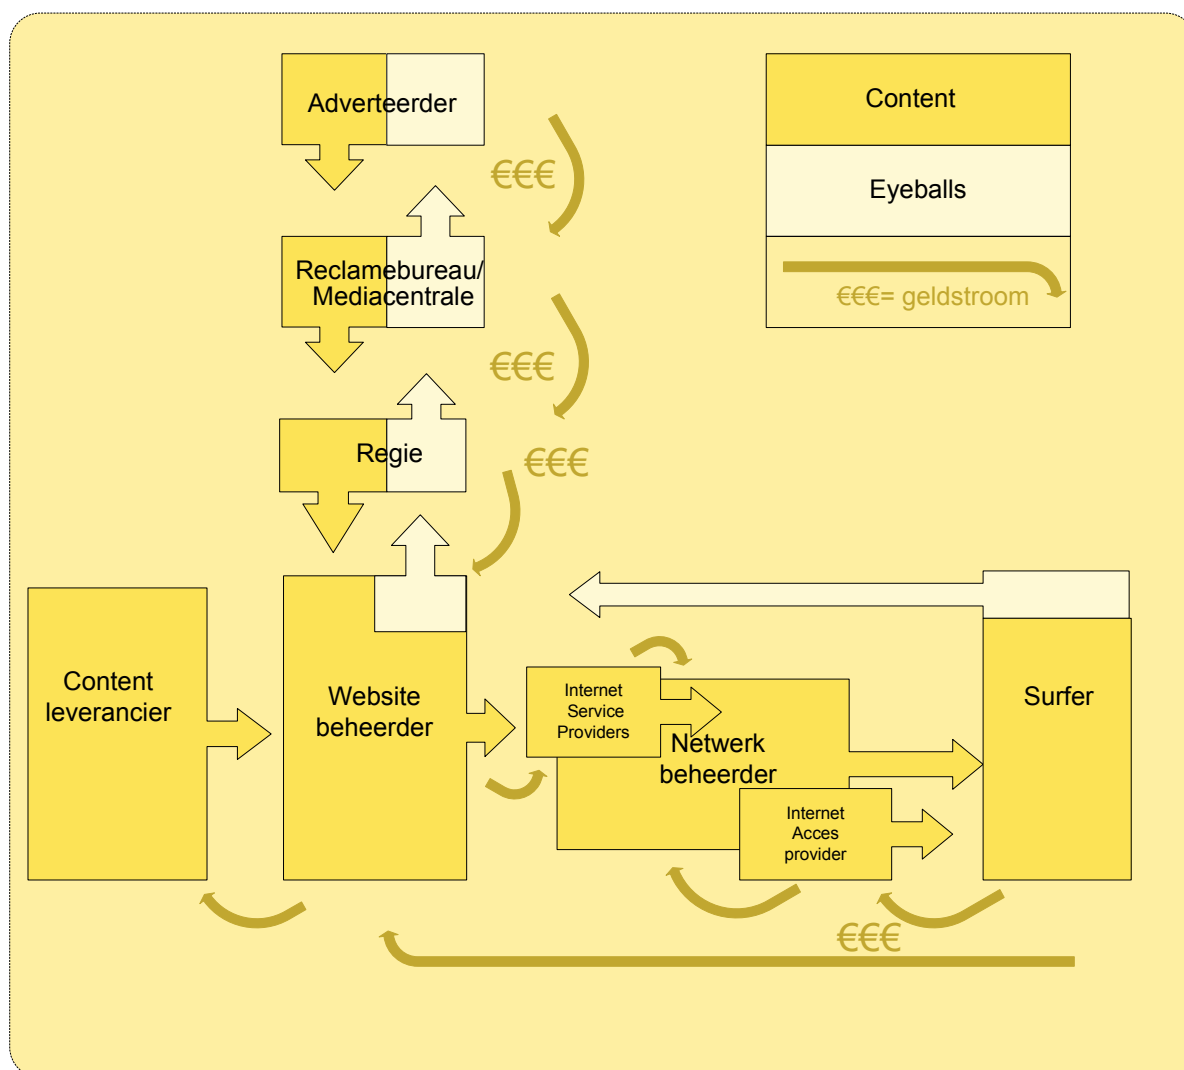 Adverteerder
Content
€€€
Eyeballs
Reclamebureau/
Mediacentrale
€€€= geldstroom
€€€
Regie
€€€
Content
leverancier
Website
beheerder
Internet
Service
Providers
Netwerk
beheerder
Internet
Acces
provider
Surfer
€€€